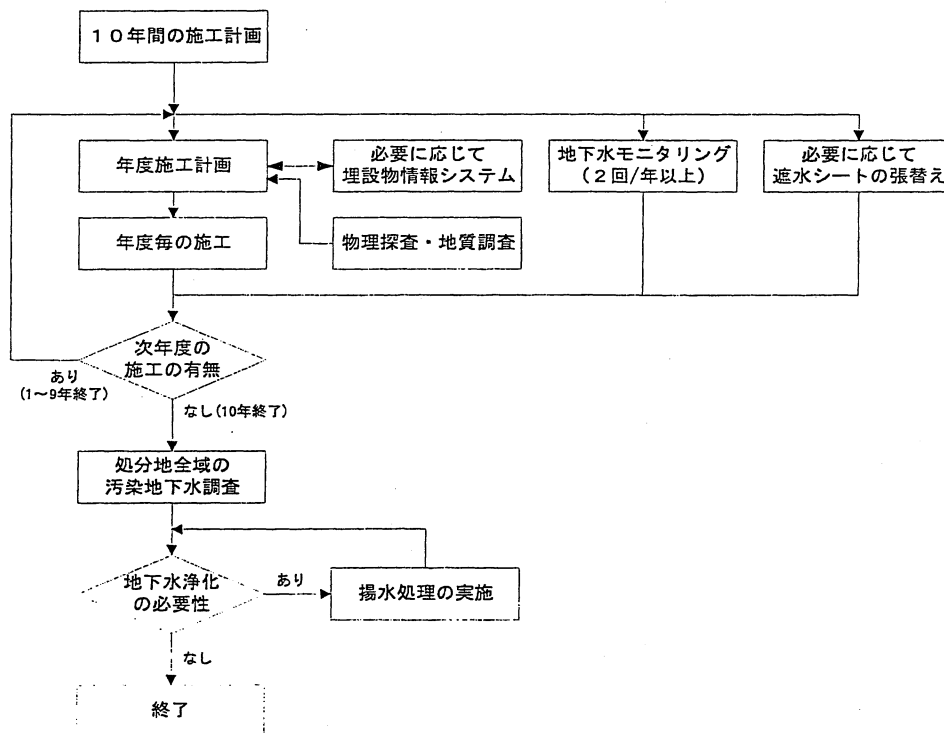 １０年間の施工計画
年度施工計画
必要に応じて
埋設物情報システム
地下水モニタリング
（２回/年以上）
必要に応じて
遮水シートの張替え
年度毎の施工
物理探査・地質調査
次年度の
施工の有無
あり
(1～9年終了)
なし(10年終了)
処分地全域の
汚染地下水調査
地下水浄化
の必要性
あり
揚水処理の実施
なし
終了